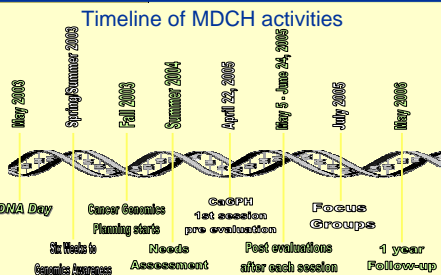 Timeline of MDCH activities
May 2003
Spring/Summer 2003
Fall 2003
Summer 2004
April 22, 2005
May 5 - June 24, 2005
July 2005
May 2006
DNA Day
Six Weeks to
Genomics Awareness
Cancer Genomics
Planning starts
Needs
Assessment
CaGPH
1st session
pre evaluation
Post evaluations
after each session
Focus
Groups
1 year
Follow-up